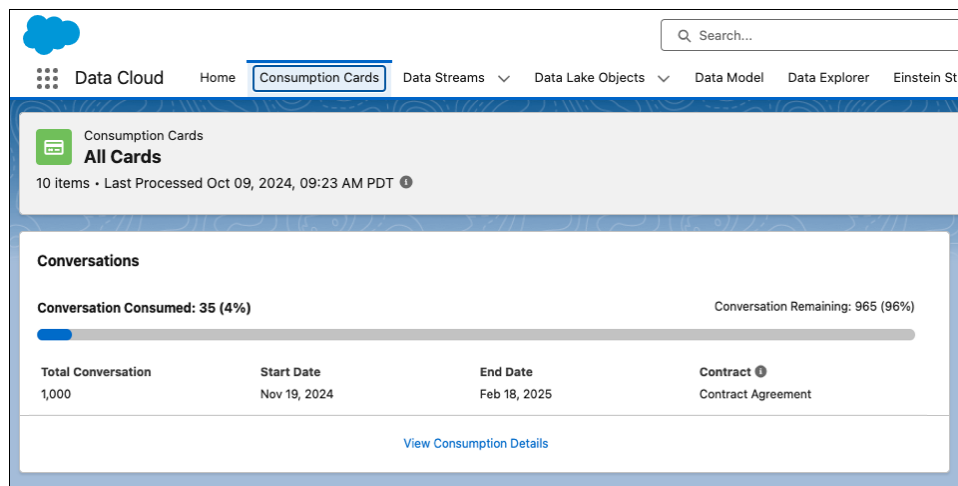 Search...
Data Cloud Home Consumption Cards Data Streams Data Lake Objects Data Model Data Explorer Einstein St
Consumption Cards
All Cards
10 items • Last Processed Oct 09, 2024, 09:23 AM PDT
Conversations
Conversation Consumed: 35 (4%) Conversation Remaining: 965 (96%)
Total Conversation Start Date End Date Contract
1,000 Nov 19, 2024 Feb 18, 2025 Contract Agreement
View Consumption Details